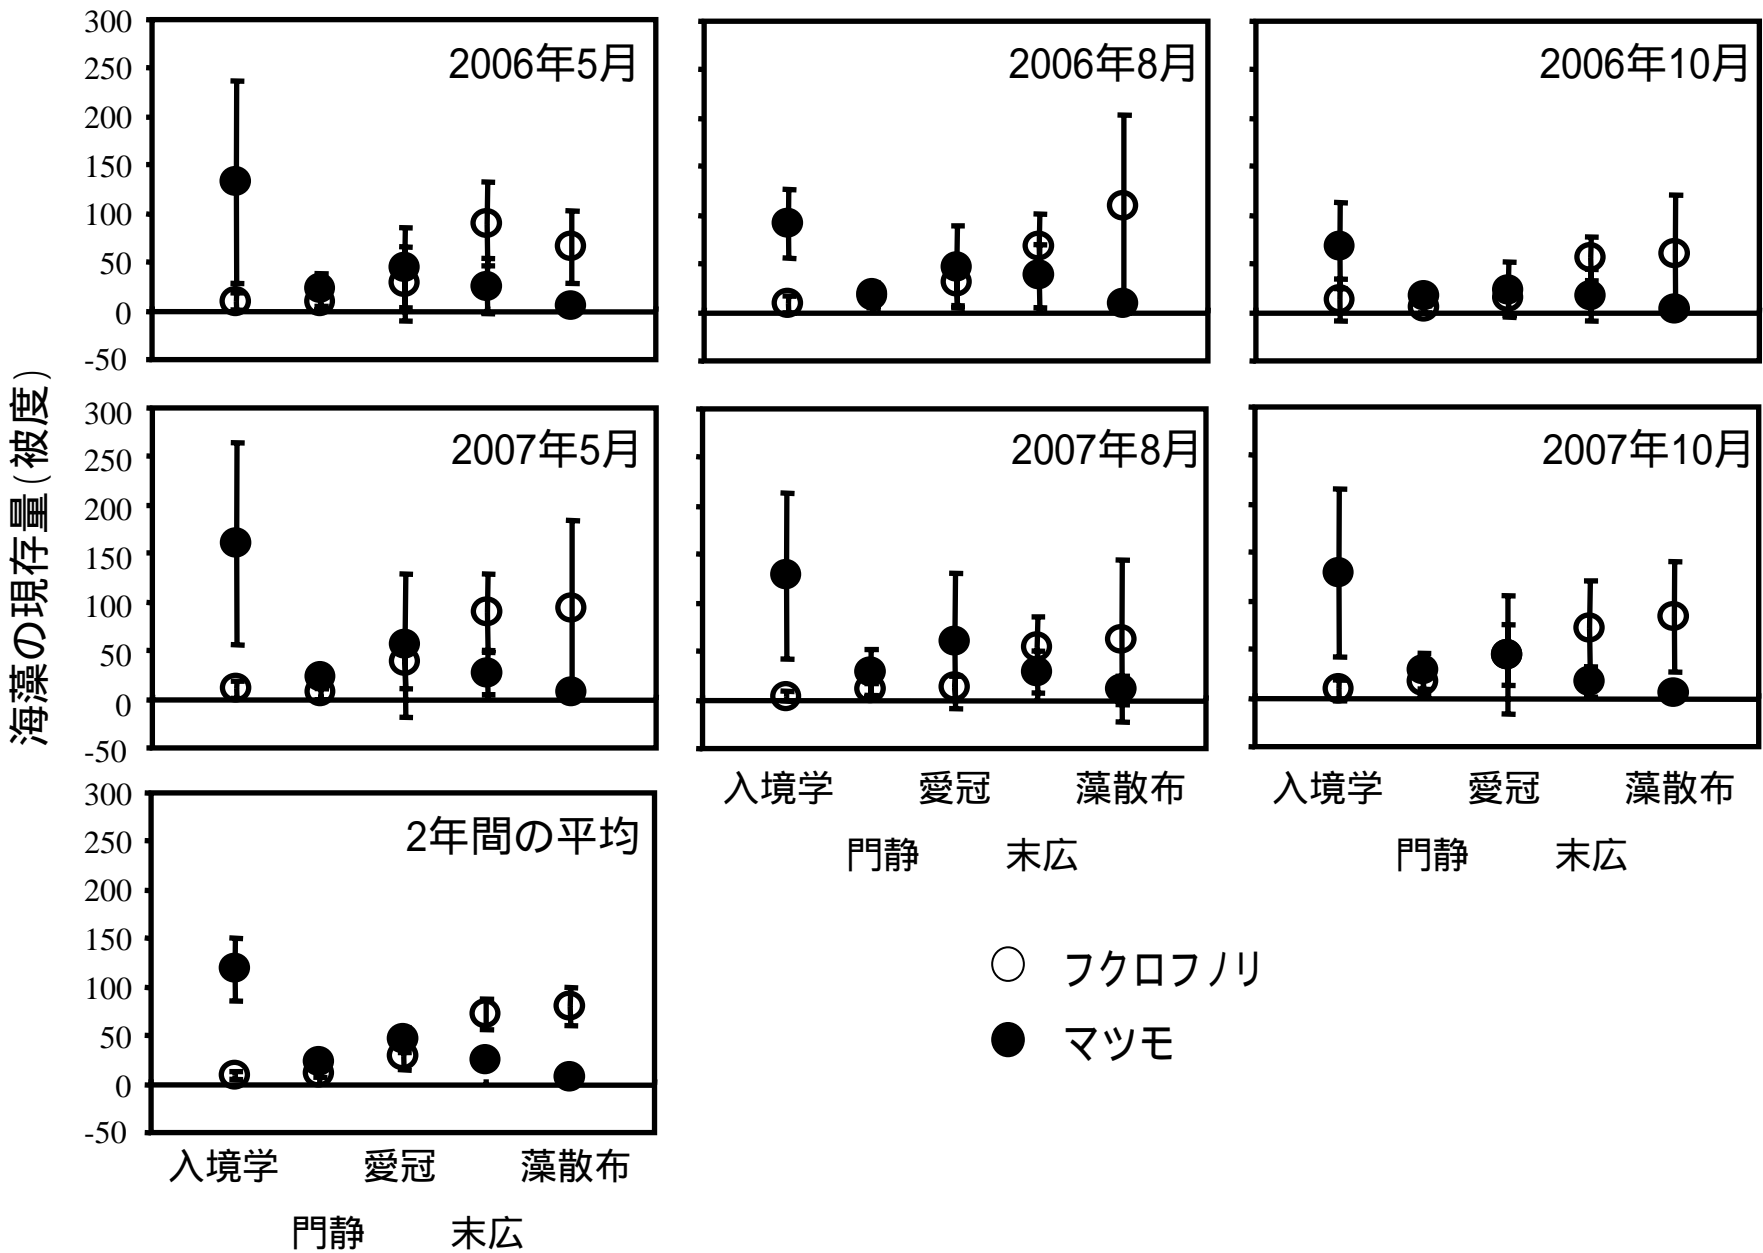 海藻の現存量(被度)
2006年5月
300
250
200
150
100
50
0
-50
2006年8月
2006年10月
2007年5月
300
250
200
150
100
50
0
-50
2007年8月
入境学 愛冠 藻散布
門静 末広
2007年10月
入境学 愛冠 藻散布
門静 末広
2年間の平均
300
250
200
150
100
50
0
-50
入境学 愛冠 藻散布
門静 末広
フクロフノリ
マツモ